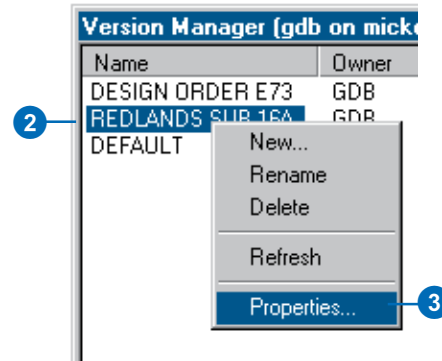 Version Manager (gdb on
Name Owner
DESIGN ORDER E73 GDB
2
REDLANDS SUB 16A GDB
DEFAULT
New...
Rename
Delete
Refresh
Properties...
3